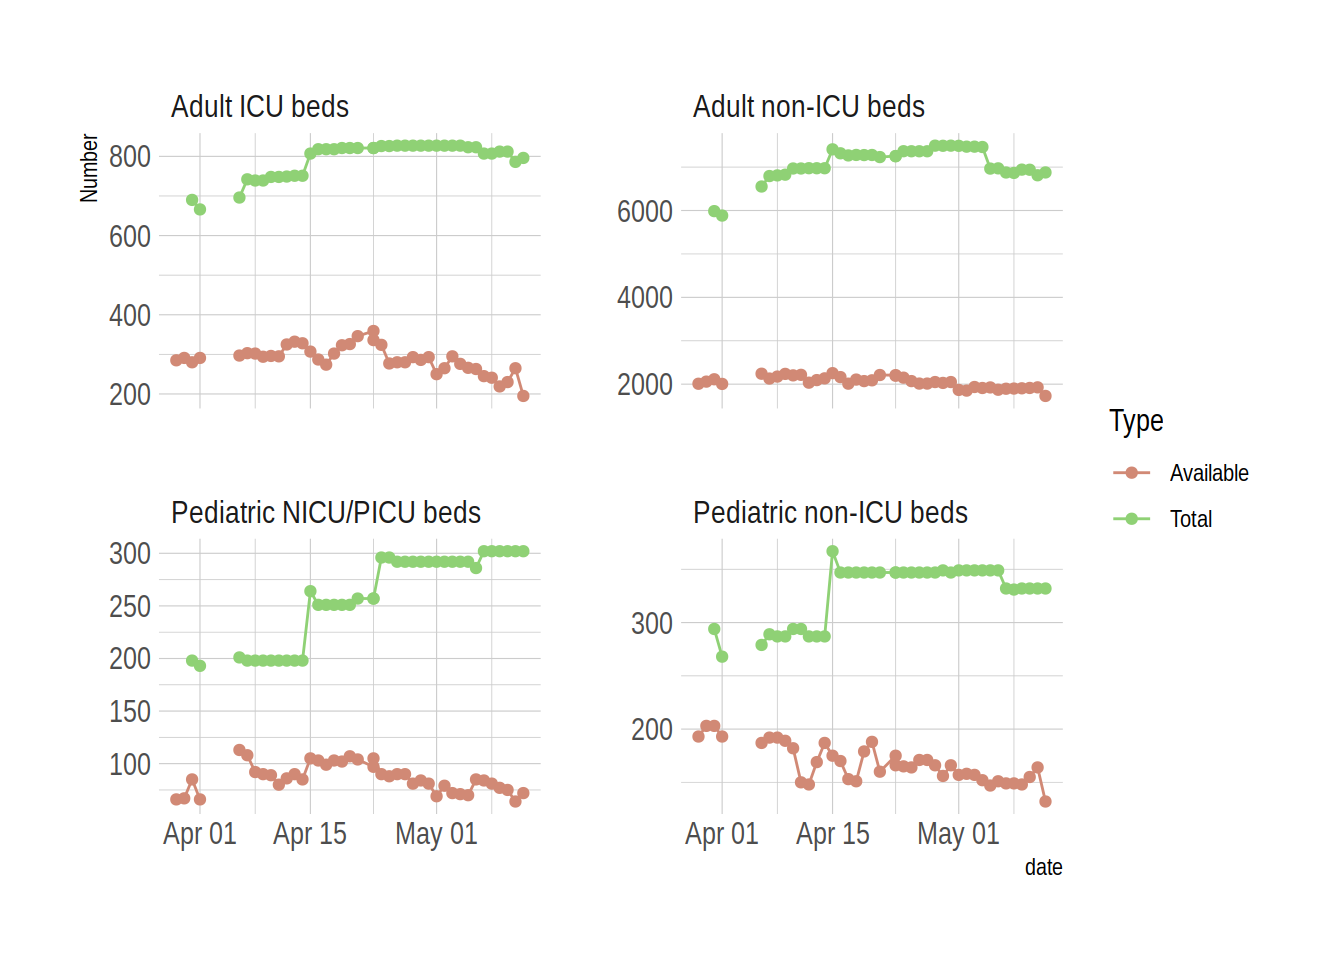 Adult ICU beds
Adult non-ICU beds
Number
800
600
400
200
6000
4000
2000
Pediatric NICU/PICU beds
Pediatric non-ICU beds
300
250
200
150
100
300
200
Apr 01
Apr 15
May 01
Apr 01
Apr 15
May 01
date
Type
Available
Total